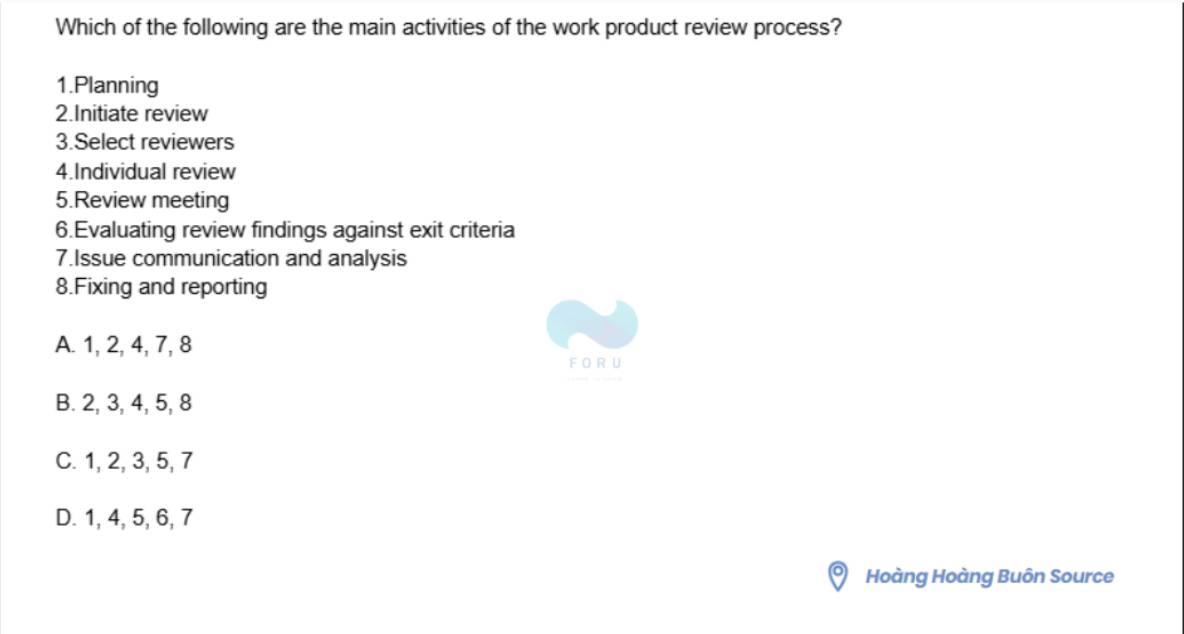 Which of the following are the main activities of the work product review process?
1.Planning
2.Initiate review
3.Select reviewers
4.Individual review
5.Review meeting
6.Evaluating review findings against exit criteria
7.Issue communication and analysis
8.Fixing and reporting
A. 1, 2, 4, 7, 8
FORU
B. 2, 3, 4, 5, 8
C. 1, 2, 3, 5, 7
D. 1, 4, 5, 6, 7
Hoàng Hoàng Buôn Source